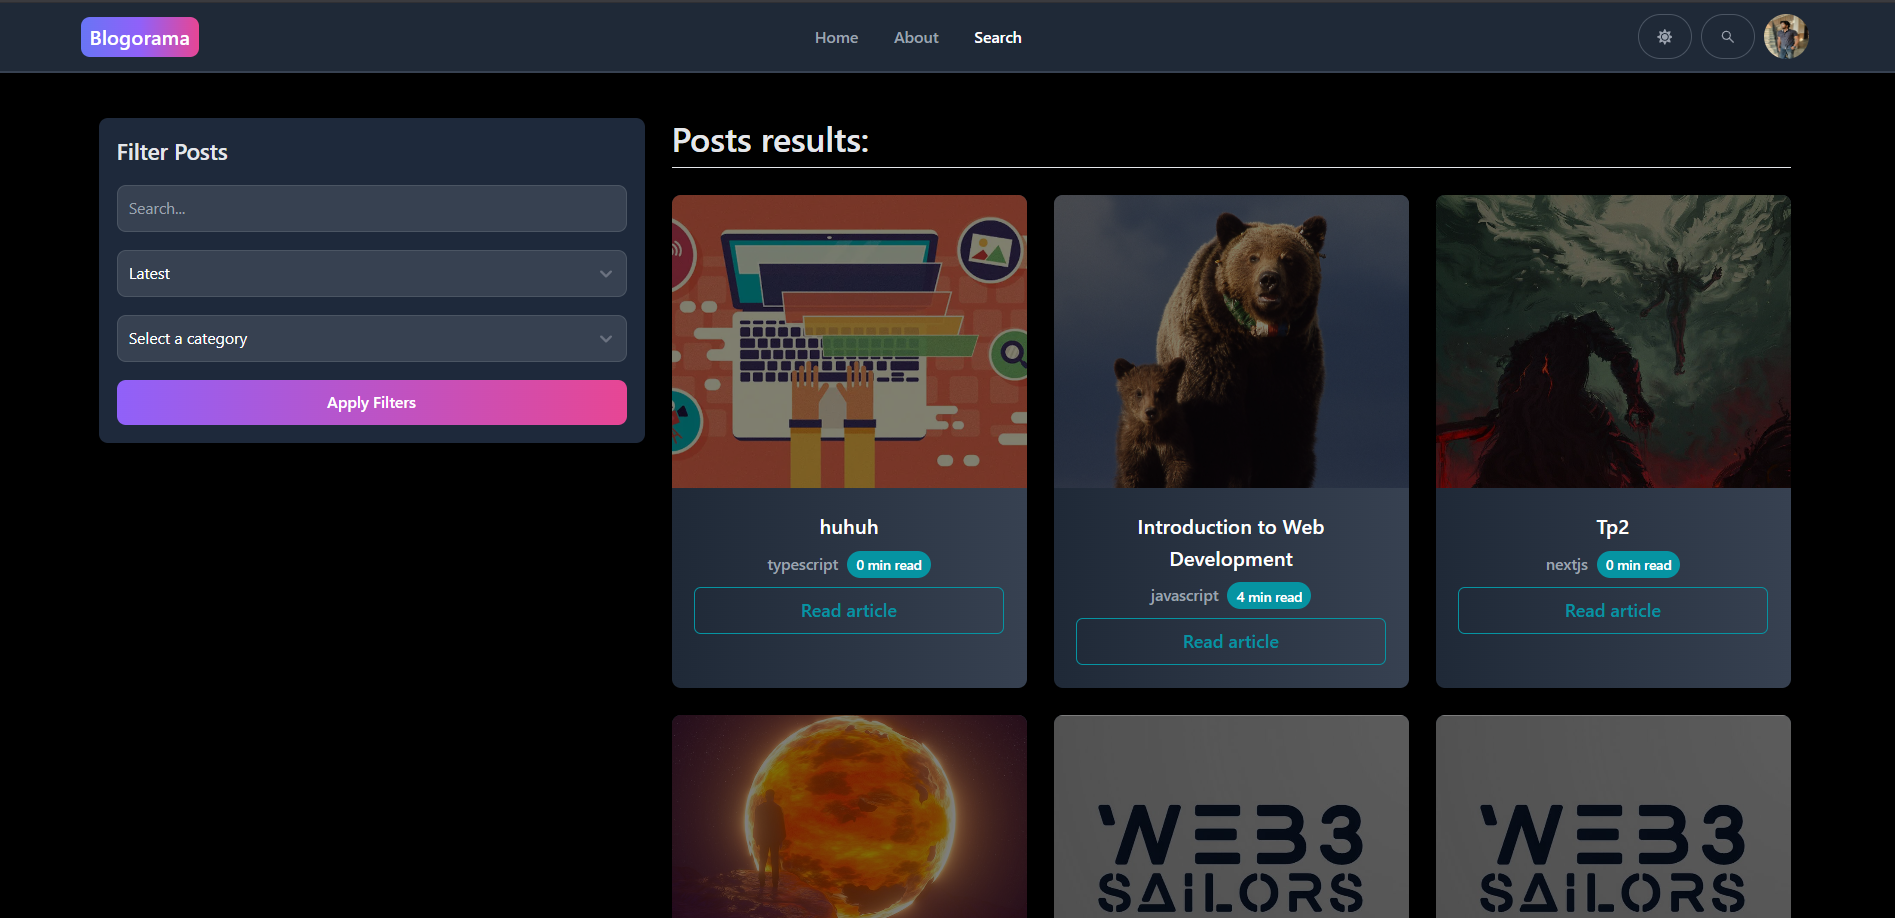 Blogorama
Home About Search
Filter Posts
Search...
Latest
Select a category
Apply Filters
Posts results:
huhuh
typescript 0 min read
Read article
Introduction to Web
Development
javascript 4 min read
Read article
Tp2
nextjs 0 min read
Read article
WEB3
SAiLORS
WEB3
SAiLORS